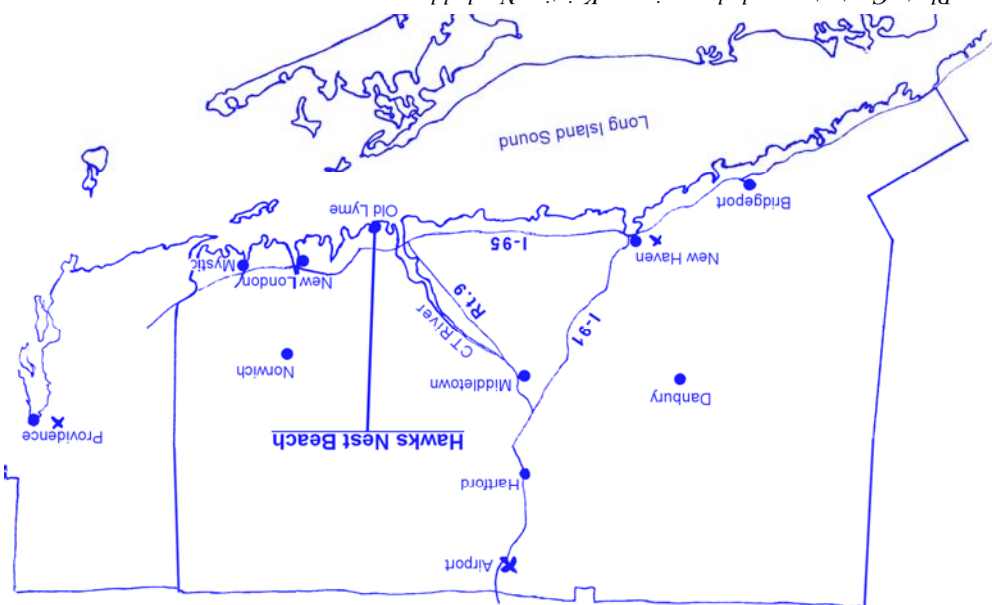 Airport
Hartford
Hawks Nest Beach
Providence
Danbury
Middletown
Norwich
I-91
CT River
Rt.9
New Haven
I-95
New London
Mystic
Old Lyme
Bridgeport
Long Island Sound